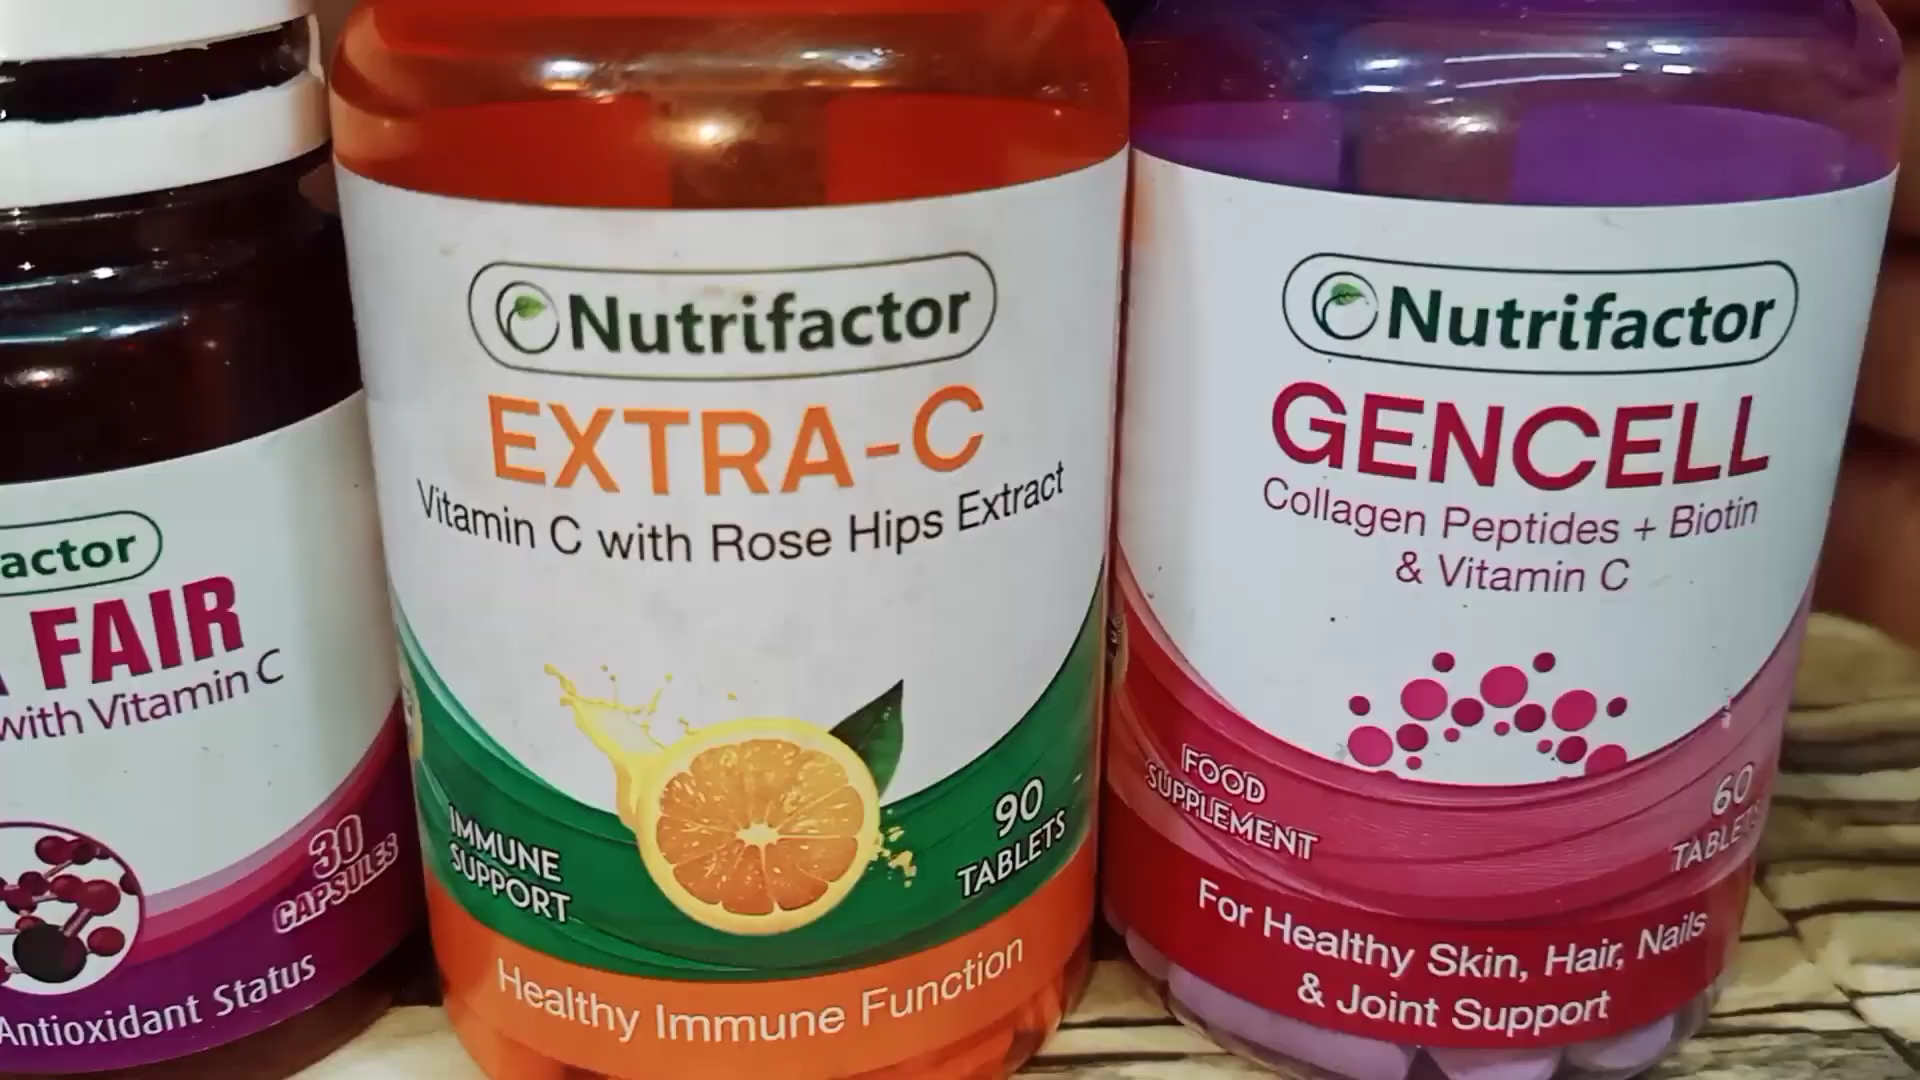 actor
FAIR
with Vitamin C
30
CAPSULES
Antioxidant Status
Nutrifactor
EXTRA-C
Vitamin C with Rose Hips Extract
IMMUNE
SUPPORT
90
TABLETS
Healthy Immune Function
Nutrifactor
GENCELL
Collagen Peptides + Biotin
& Vitamin C
FOOD
SUPPLEMENT
60
TABLETS
For Healthy Skin, Hair, Nails
& Joint Support